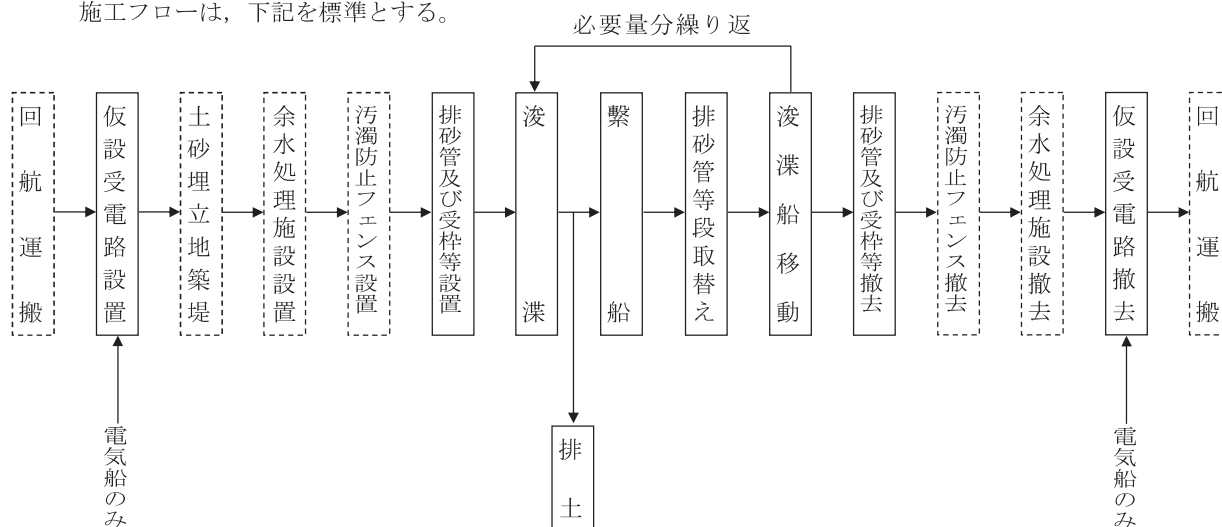 施工フローは，下記を標準とする。
必要量分繰り返
回航運搬
仮設受電路設置
土砂埋立地築堤
余水処理施設設置
汚濁防止フェンス設置
排砂管及び受枠等設置
浚渫
繫船
排砂管等段取替え
浚渫船移動
排砂管及び受枠等撤去
汚濁防止フェンス撤去
余水処理施設撤去
仮設受電路撤去
回航運搬
電気船のみ
排土
電気船のみ